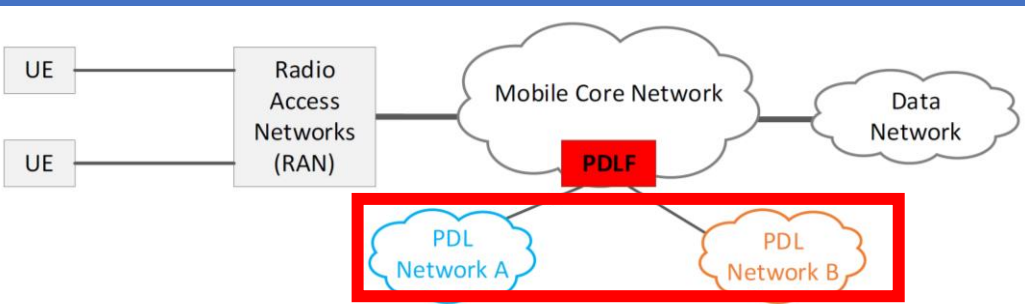 UE
UE
Radio
Access
Networks
(RAN)
Mobile Core Network
PDLF
Data
Network
PDL
Network A
PDL
Network B